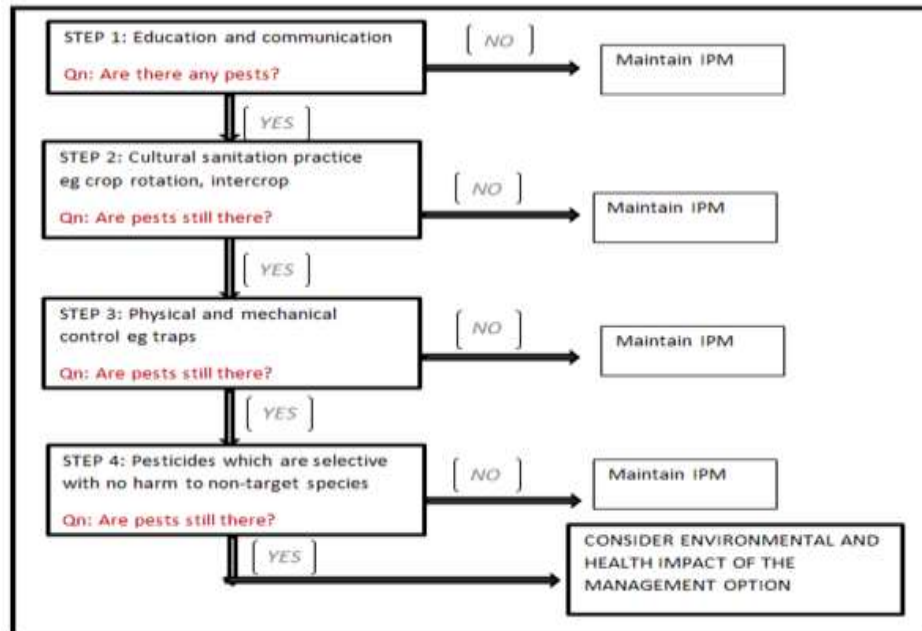 STEP 1: Education and communication
Qn: Are there any pests?
NO
Maintain IPM
YES
STEP 2: Cultural sanitation practice
eg crop rotation, intercrop
Qn: Are pests still there?
NO
Maintain IPM
YES
STEP 3: Physical and mechanical
control eg traps
Qn: Are pests still there?
NO
Maintain IPM
YES
STEP 4: Pesticides which are selective
with no harm to non-target species
Qn: Are pests still there?
NO
Maintain IPM
YES
CONSIDER ENVIRONMENTAL AND
HEALTH IMPACT OF THE
MANAGEMENT OPTION